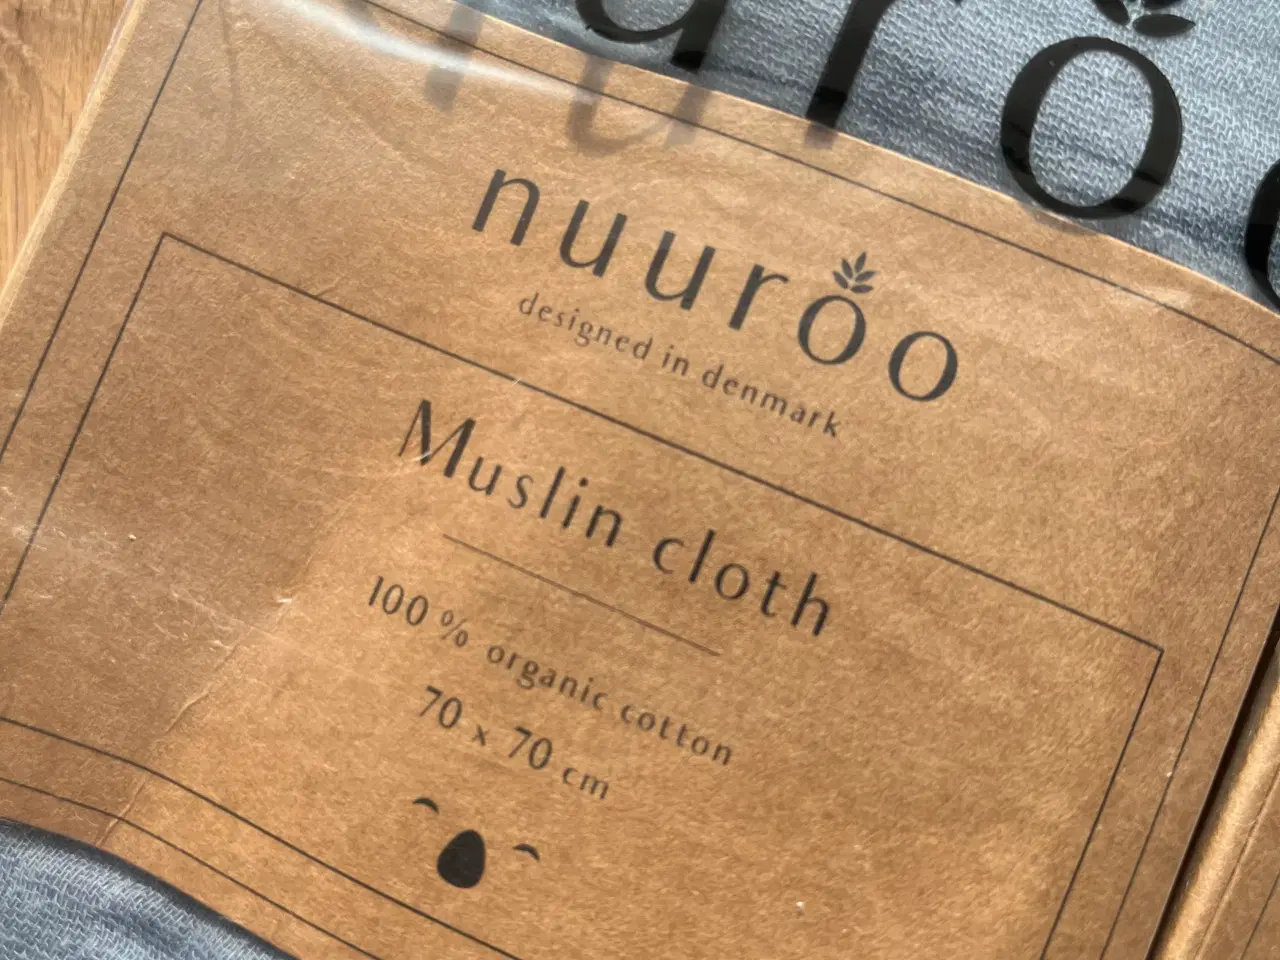 nuuroo
designed in denmark
Muslin cloth
100 % organic cotton
70 x 70 cm